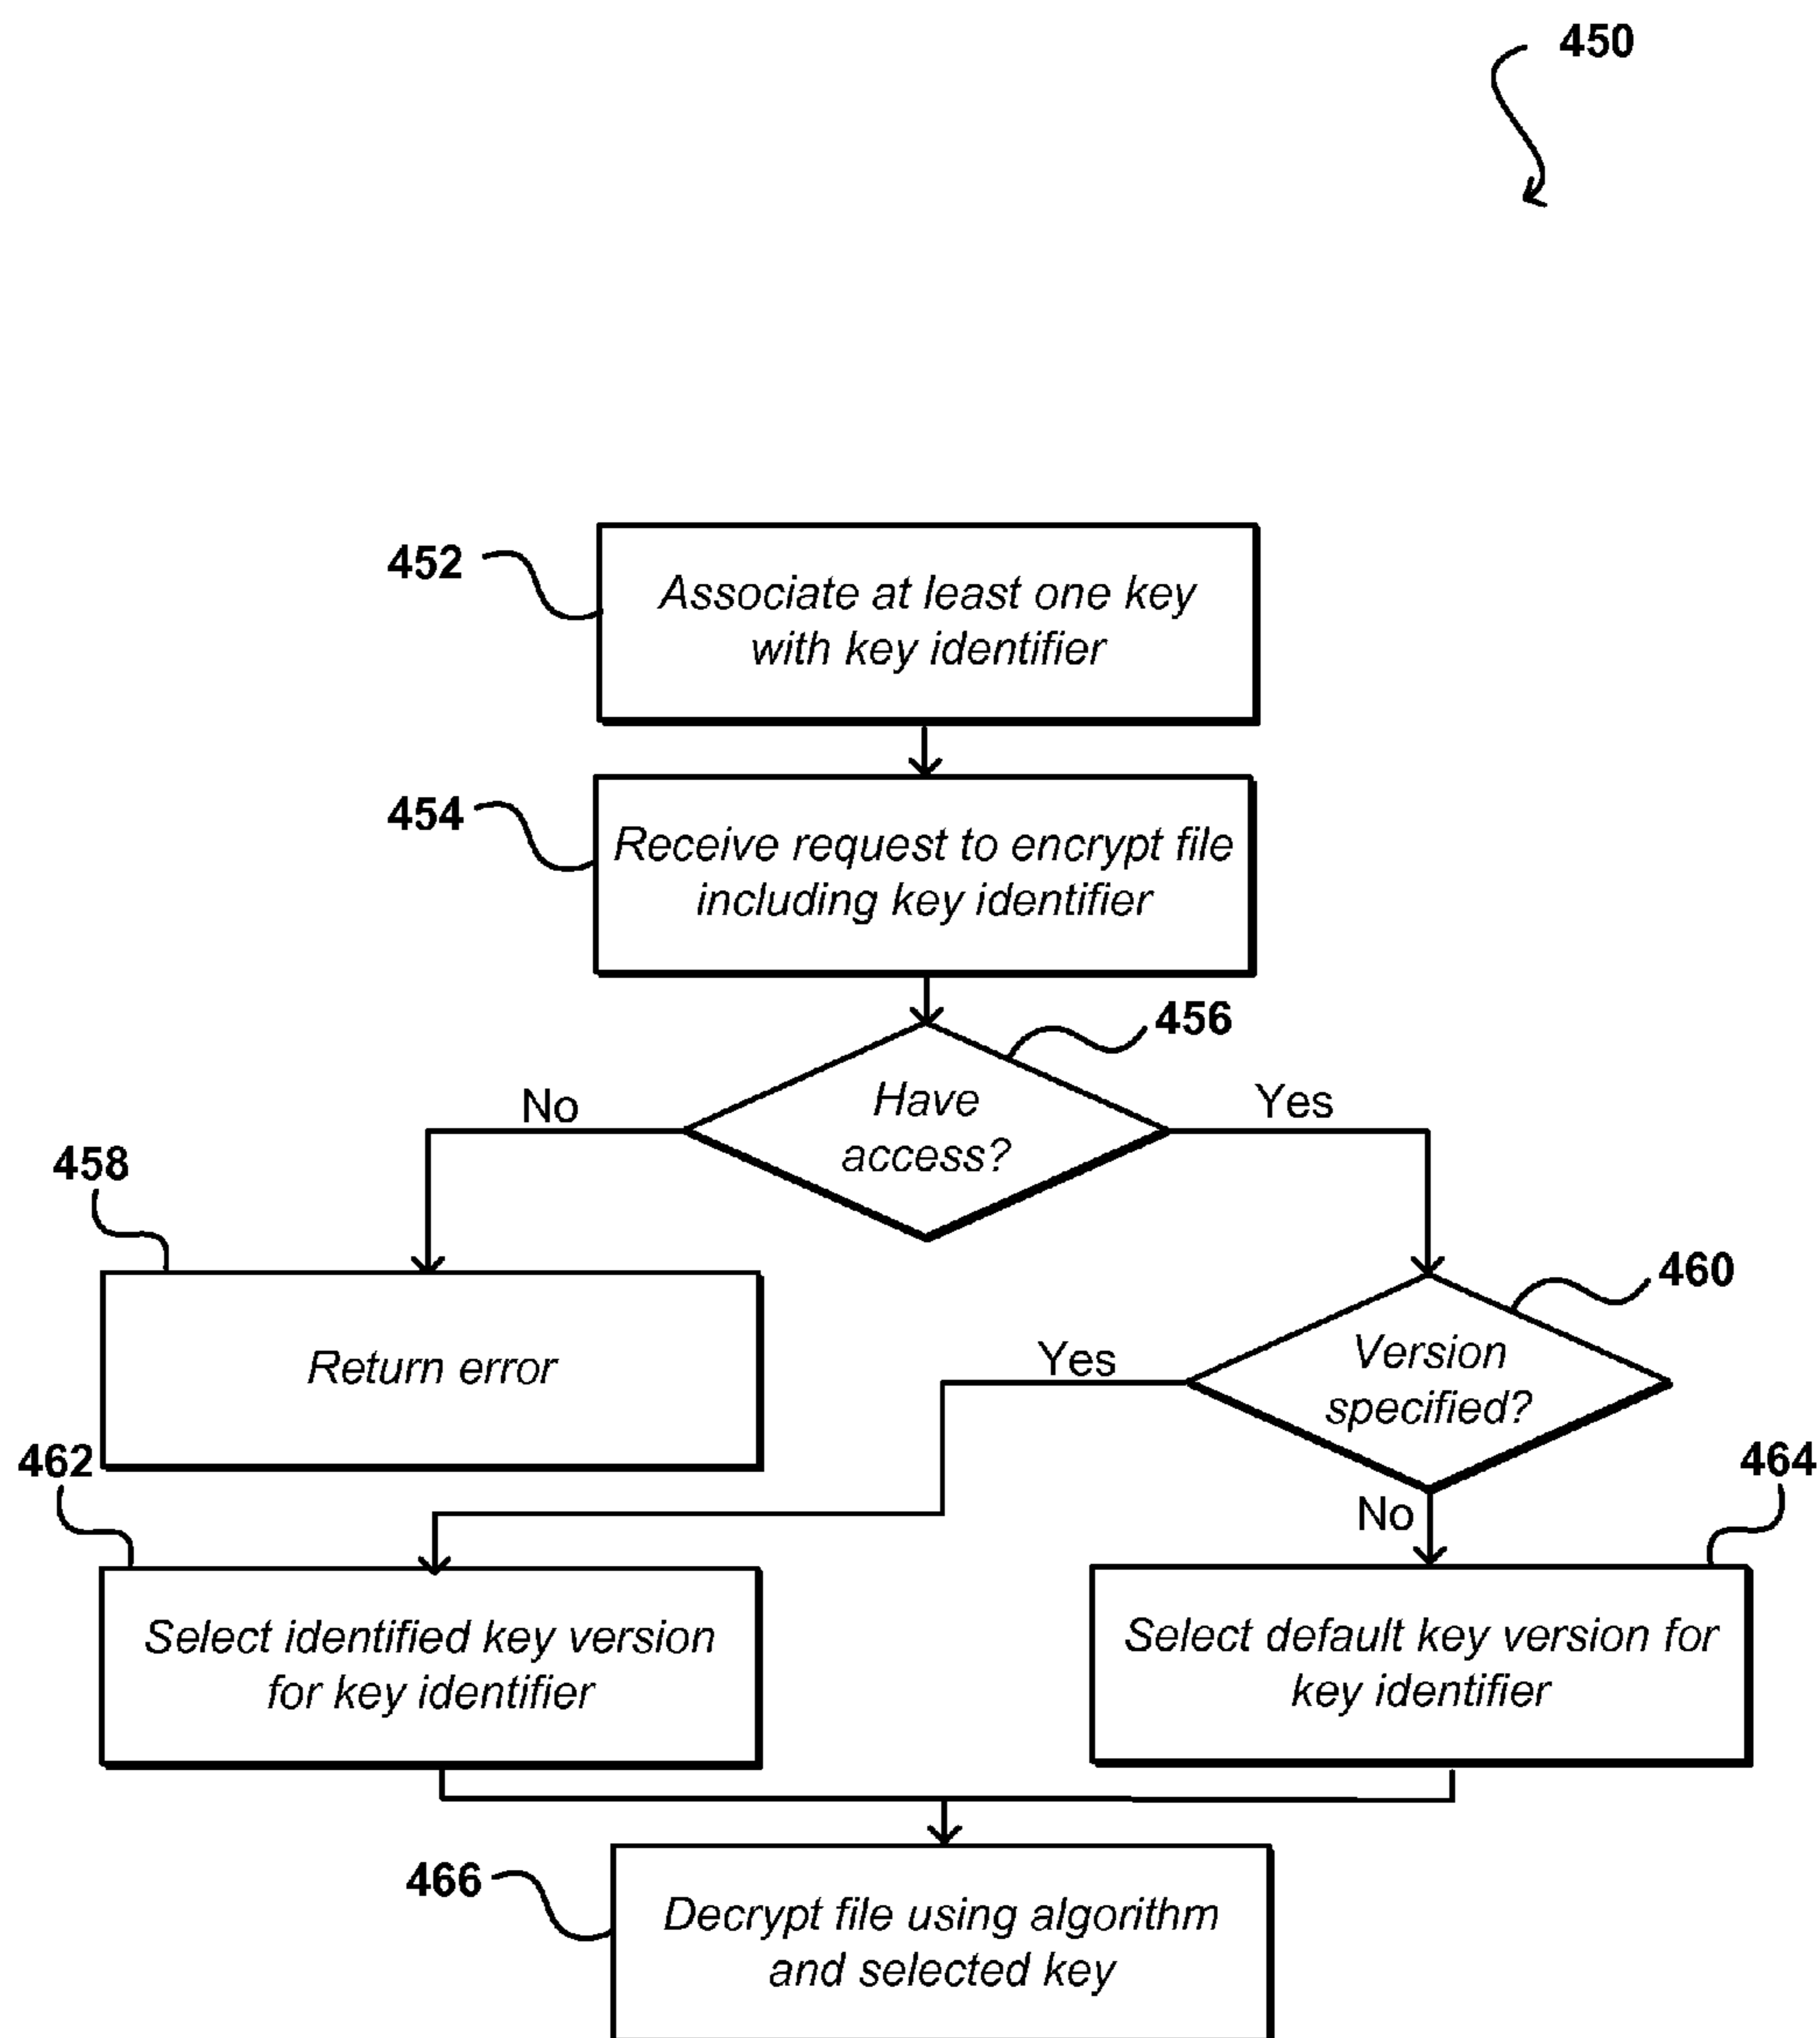 450
452
Associate at least one key
with key identifier
454
Receive request to encrypt file
including key identifier
456
Have
access?
No
Yes
458
Return error
460
Version
specified?
Yes
No
462
Select identified key version
for key identifier
464
Select default key version for
key identifier
466
Decrypt file using algorithm
and selected key